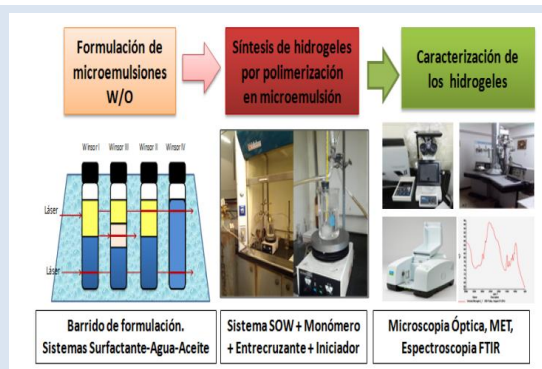 Formulación de
microemulsiones
W/O
Síntesis de hidrogeles
por polimerización
en microemulsión
Caracterización de
los hidrogeles
Winsor I Winsor III Winsor II Winsor IV
Láser
Láser
Barrido de formulación.
Sistemas Surfactante-Agua-Aceite
Sistema SOW + Monómero
+ Entrecruzante + Iniciador
Microscopia Óptica, MET,
Espectroscopia FTIR